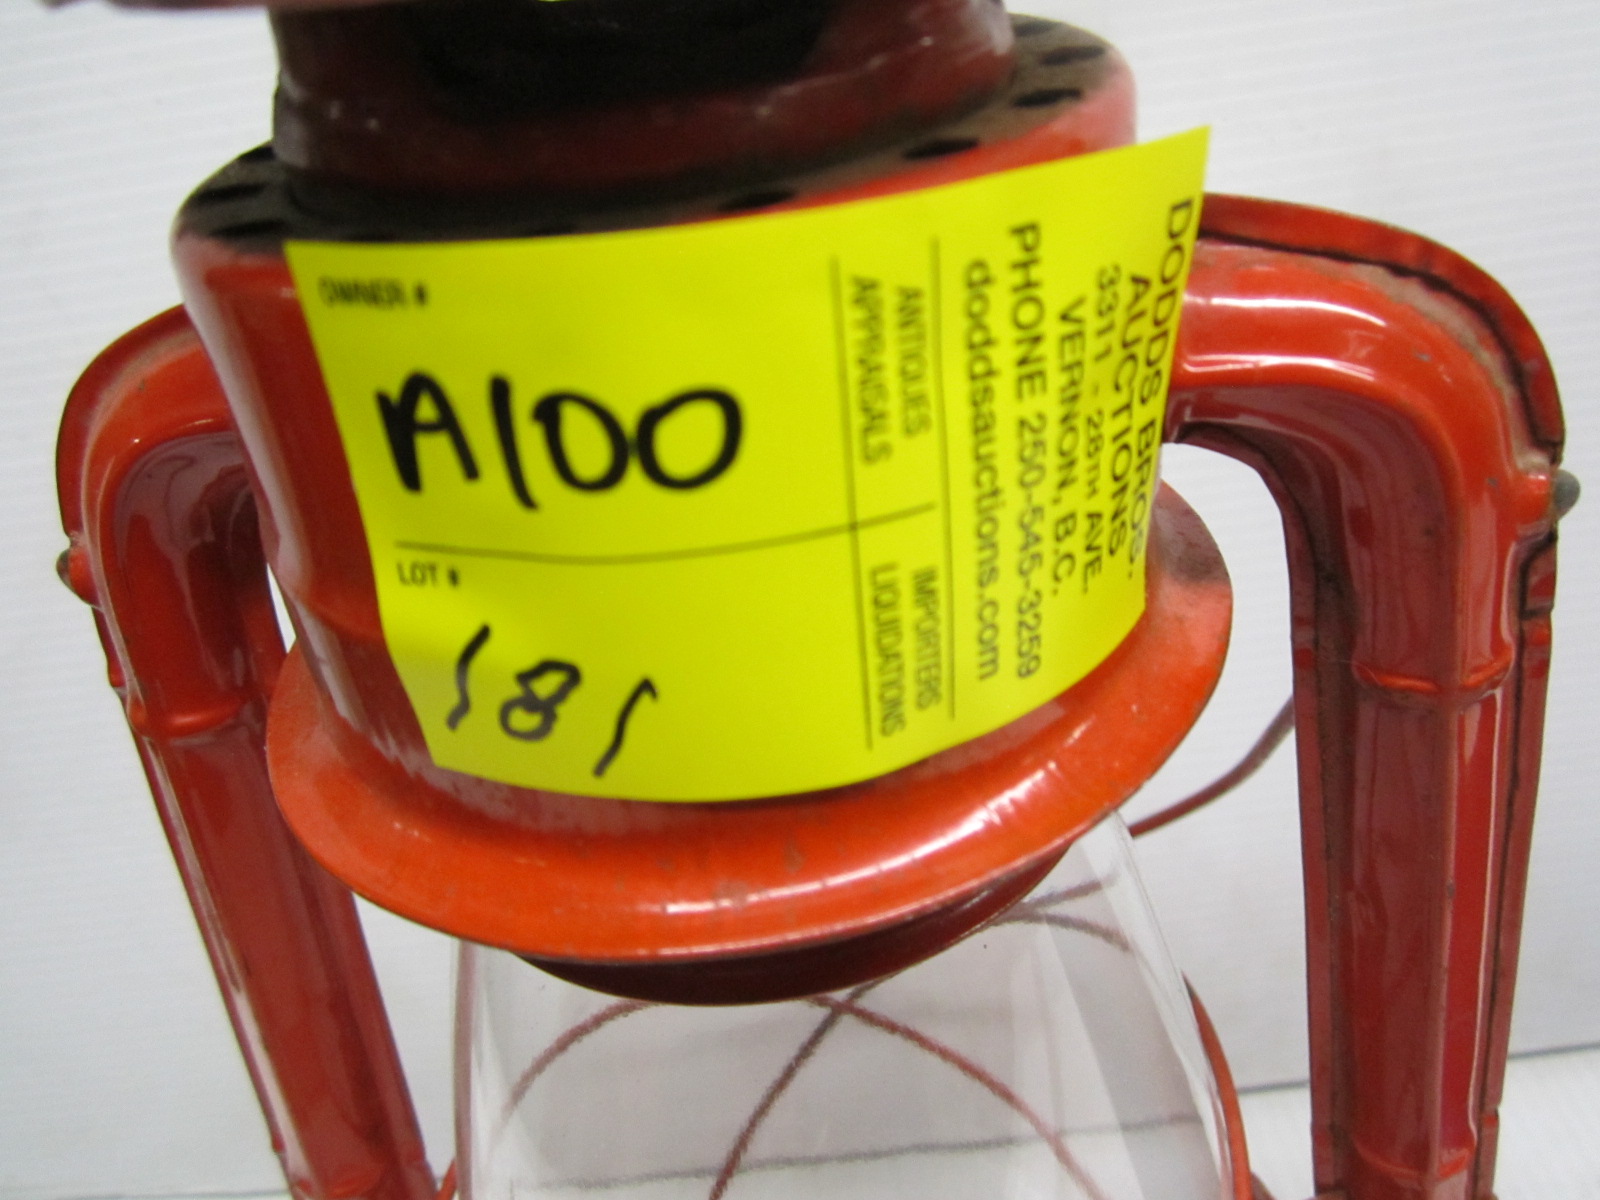 OWNER #
A100
LOT #
181
ANTIQUES
APPRAISALS
IMPORTERS
LIQUIDATIONS
DODDS BROS.
AUCTIONS
3311 - 28TH AVE.
VERNON, B.C.
PHONE 250-545-3259
doddsauctions.com